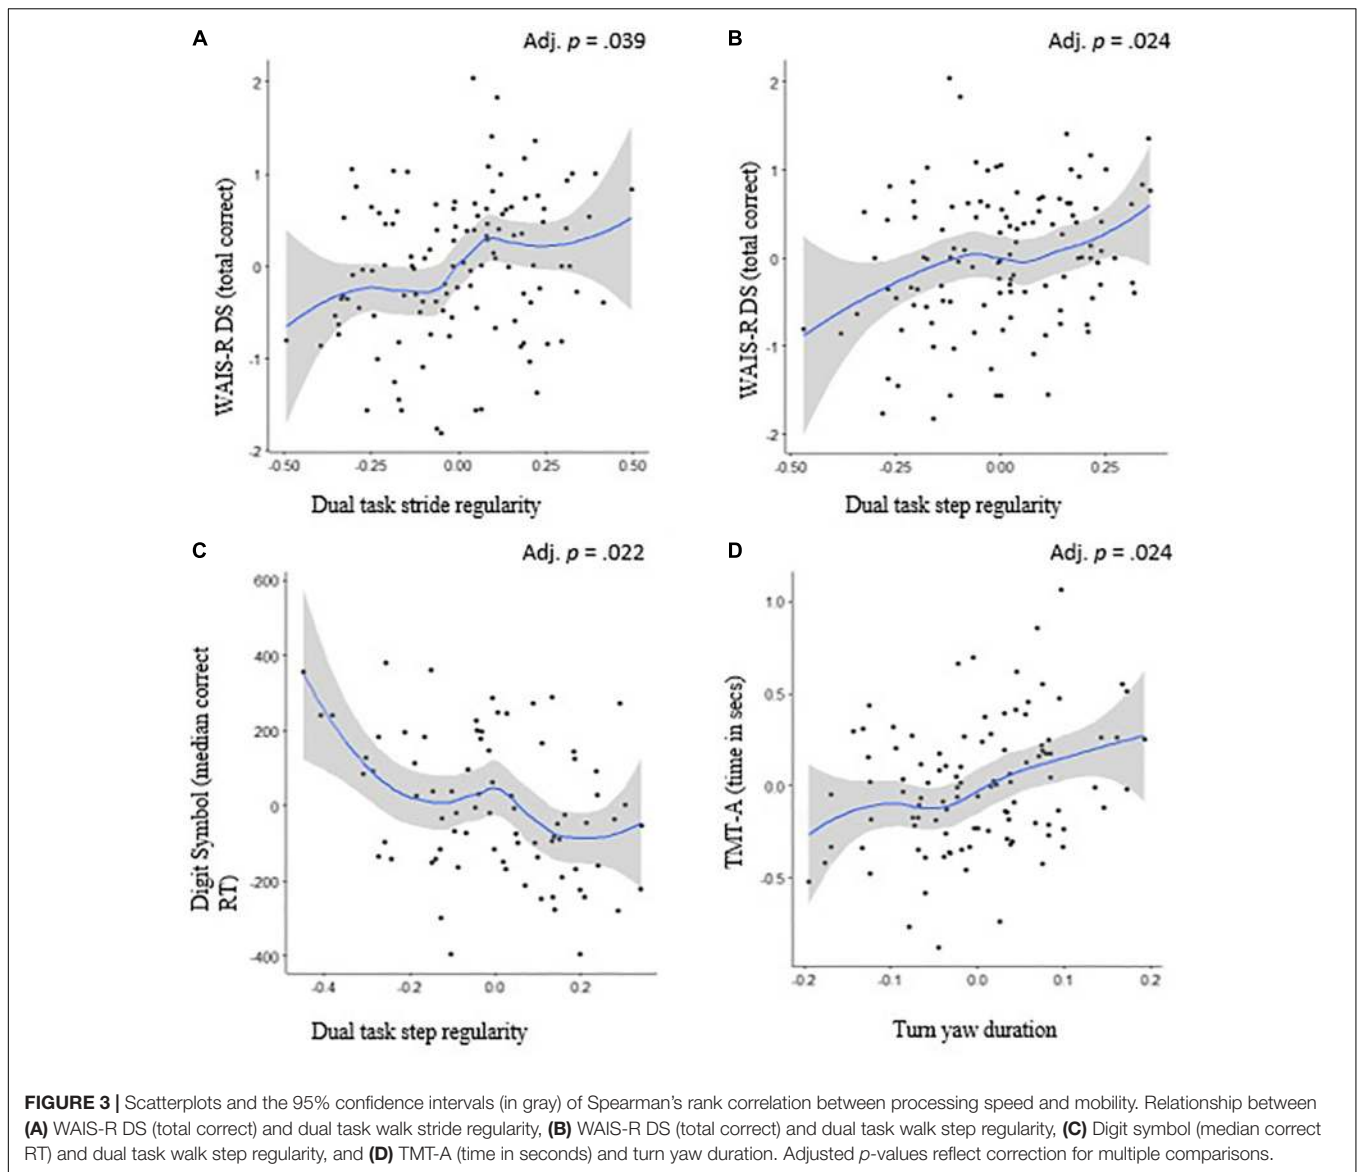 A
Adj. p = .039
WAIS-R DS (total correct)
2
1
0
-1
-2
-0.50
-0.25
0.00
0.25
0.50
Dual task stride regularity
B
Adj. p = .024
WAIS-R DS (total correct)
2
1
0
-1
-2
-0.50
-0.25
0.00
0.25
Dual task step regularity
C
Adj. p = .022
Digit Symbol (median correct
RT)
600
400
200
0
-200
-400
-0.4
-0.2
0.0
0.2
Dual task step regularity
D
Adj. p = .024
TMT-A (time in secs)
1.0
0.5
0.0
-0.5
-0.2
-0.1
0.0
0.1
0.2
Turn yaw duration
FIGURE 3 | Scatterplots and the 95% confidence intervals (in gray) of Spearman's rank correlation between processing speed and mobility. Relationship between
(A) WAIS-R DS (total correct) and dual task walk stride regularity, (B) WAIS-R DS (total correct) and dual task walk step regularity, (C) Digit symbol (median correct
RT) and dual task walk step regularity, and (D) TMT-A (time in seconds) and turn yaw duration. Adjusted p-values reflect correction for multiple comparisons.